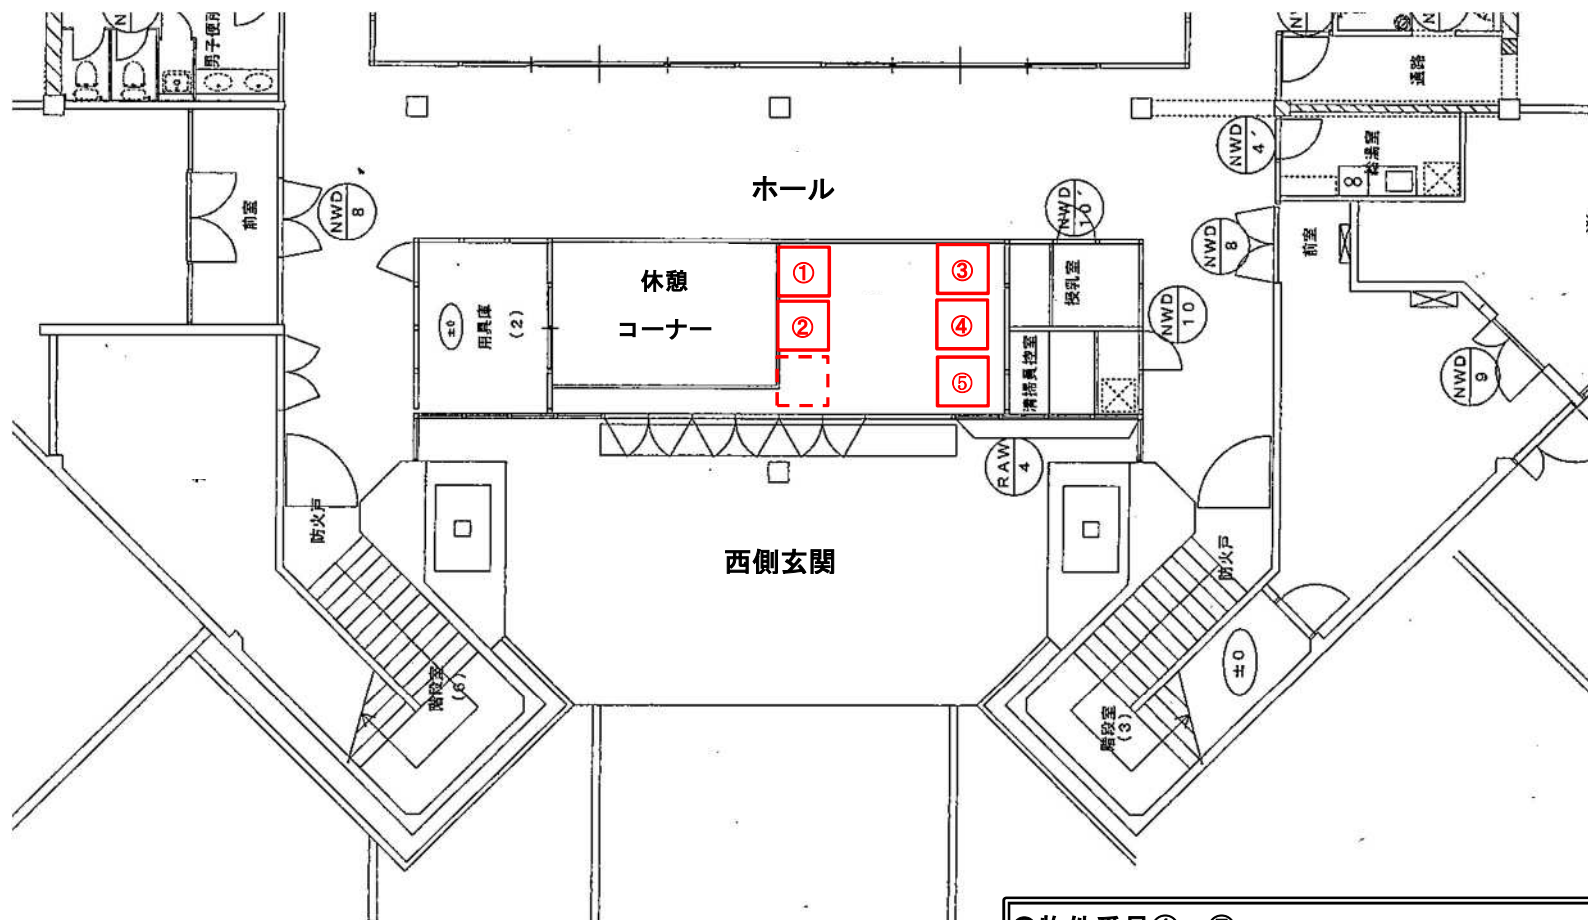 男子便所
通路
NWD
4'
給湯室
ホール
前室
NWD
8
NWD
10'
NWD
8
前室
休憩
コーナー
①
③
授乳室
±0
用具庫
(2)
②
④
NWD
10
清掃員控室
⑤
NWD
9
RAW
4
防火戸
防火戸
西側玄関
±0
階段室
(6)
階段室
(3)